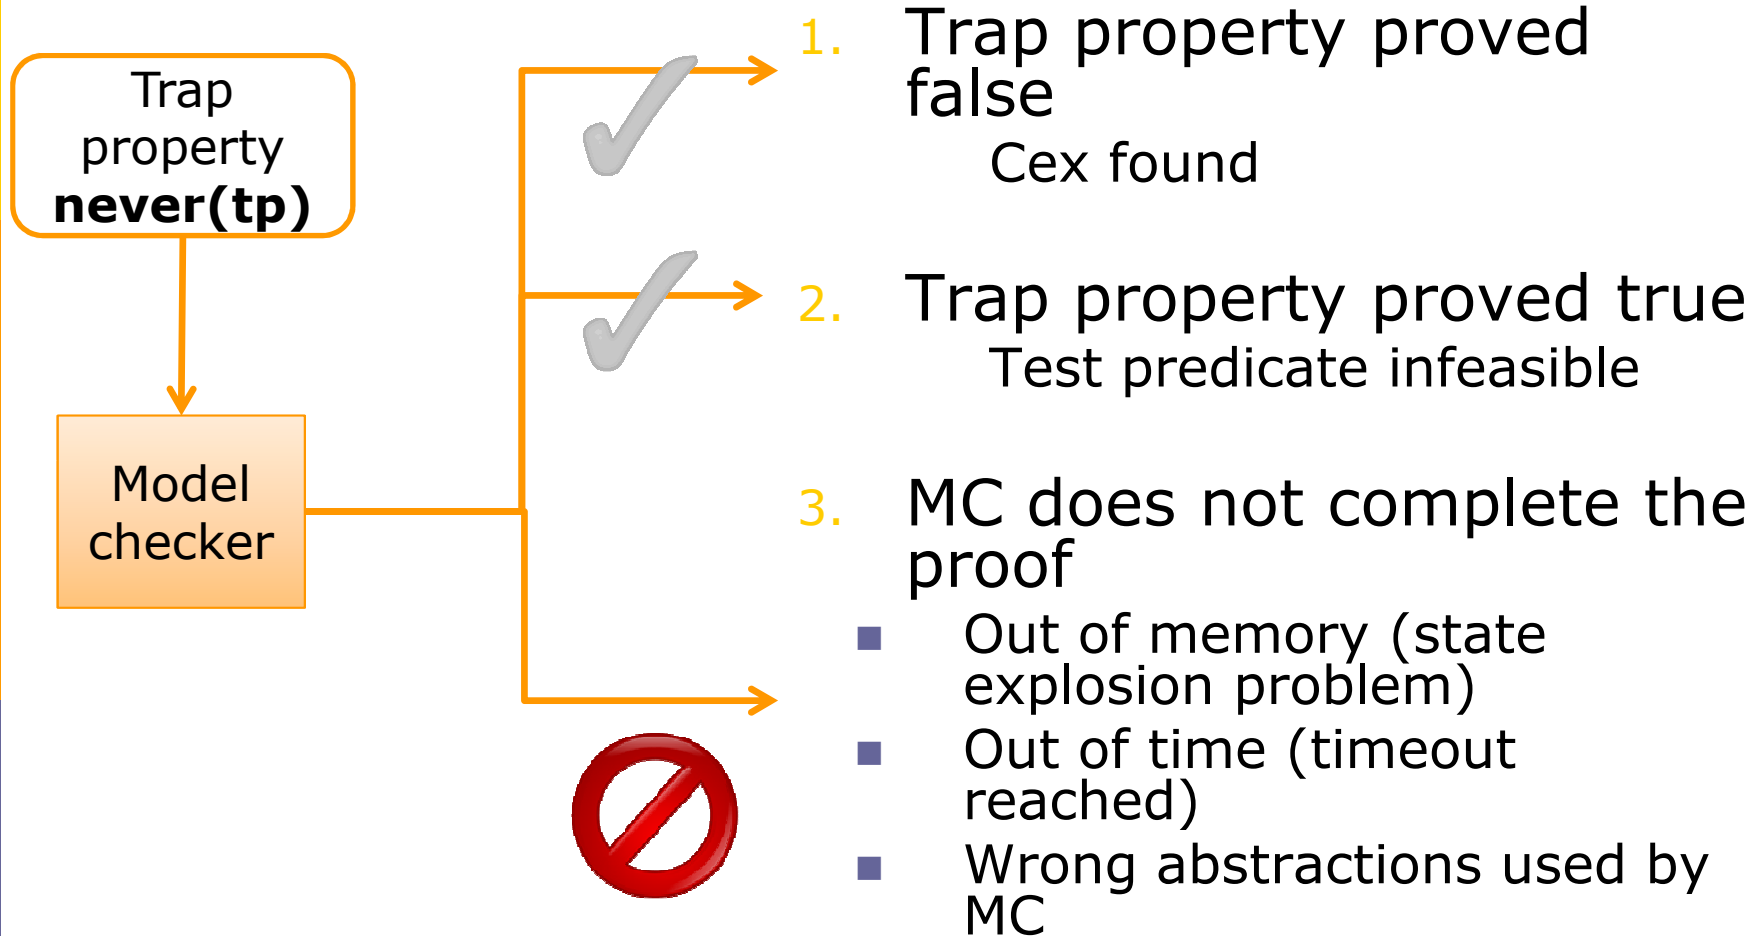 Trap
property
never(tp)
Model
checker
1. Trap property proved
false
Cex found
2. Trap property proved true
Test predicate infeasible
3. MC does not complete the
proof
■ Out of memory (state
explosion problem)
■ Out of time (timeout
reached)
■ Wrong abstractions used by
MC